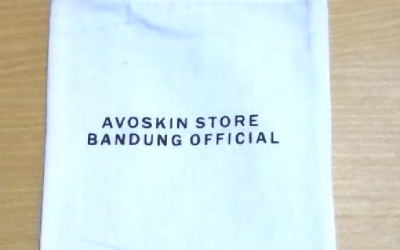 AVOSKIN STORE
BANDUNG OFFICIAL